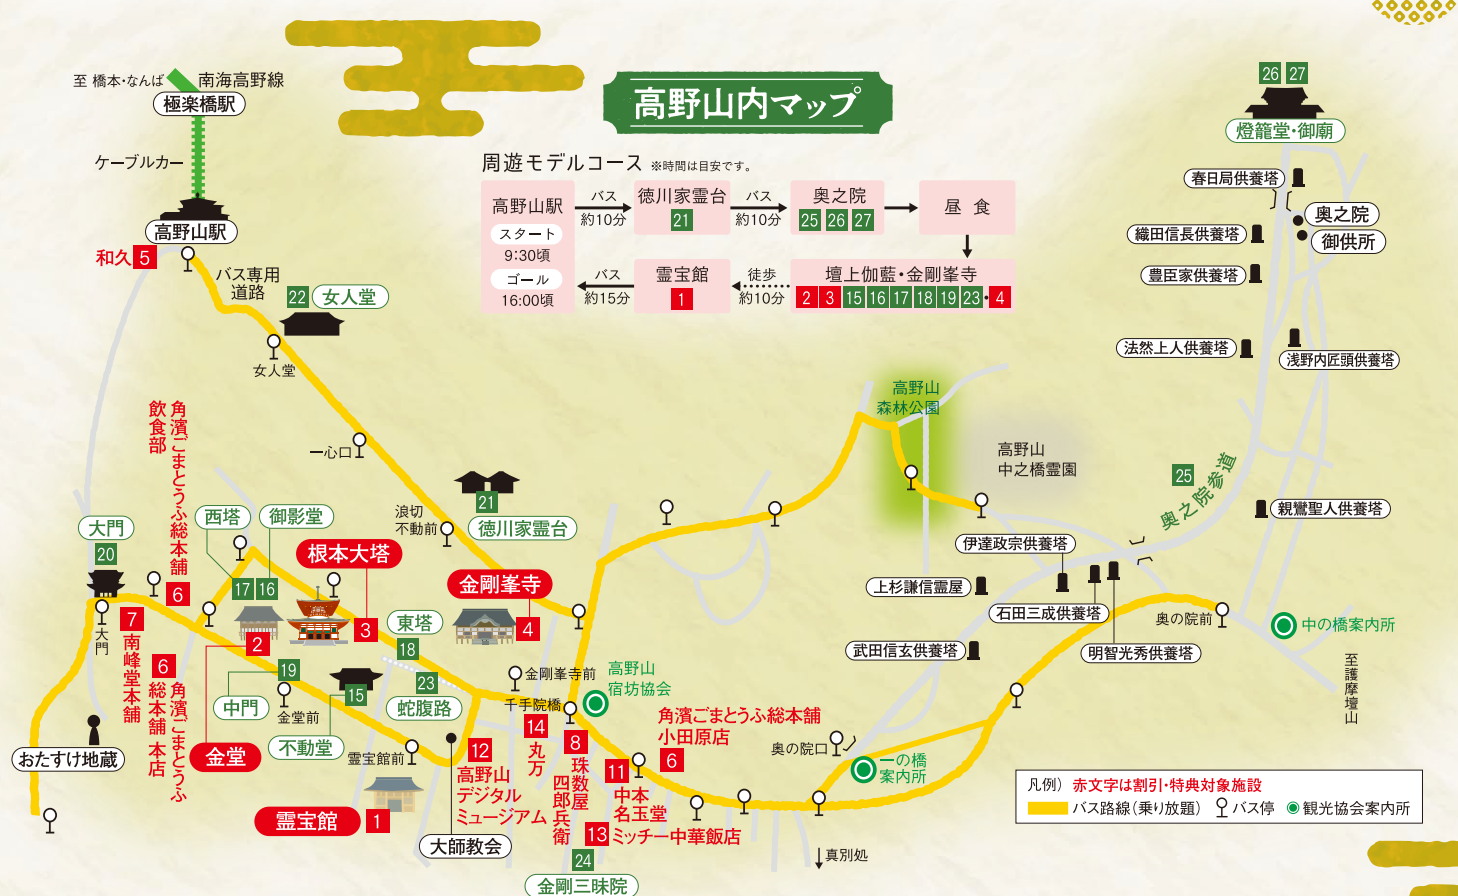 高野山内マップ
至 橋本・なんば
南海高野線
極楽橋駅
ケーブルカー
高野山駅
和久 5
バス専用
道路
22 女人堂
女人堂
一心口
浪切
不動前
21
徳川家霊台
周遊モデルコース ※時間は目安です。
高野山駅
スタート
9:30頃
ゴール
16:00頃
バス
約10分
徳川家霊台
21
バス
約10分
奥之院
25 26 27
昼 食
壇上伽藍・金剛峯寺
2 3 15 16 17 18 19 23・4
徒歩
約10分
霊宝館
1
バス
約15分
26 27
燈籠堂・御廟
春日局供養塔
奥之院
御供所
織田信長供養塔
豊臣家供養塔
法然上人供養塔
浅野内匠頭供養塔
高野山
森林公園
高野山
中之橋霊園
25
奥之院参道
親鸞聖人供養塔
伊達政宗供養塔
上杉謙信霊屋
石田三成供養塔
武田信玄供養塔
明智光秀供養塔
奥の院前
中の橋案内所
至護摩壇山
角濱ごまとうふ総本舗
飲食部
6
大門
20
大門
西塔
御影堂
17 16
根本大塔
3
金剛峯寺
4
東塔
18
23
蛇腹路
2
金堂
7
南峰堂本舗
6
角濱ごまとうふ
総本舗 本店
19
中門
金堂前
15
不動堂
おたすけ地蔵
霊宝館前
霊宝館 1
大師教会
12
高野山
デジタル
ミュージアム
金剛峯寺前
千手院橋
高野山
宿坊協会
14
丸万
8
珠数屋
四郎兵衛
角濱ごまとうふ総本舗
小田原店
6
11
中本
名玉堂
13 ミッチー中華飯店
24
金剛三昧院
奥の院口
一の橋
案内所
真別処
凡例）赤文字は割引・特典対象施設
バス路線（乗り放題） バス停 観光協会案内所